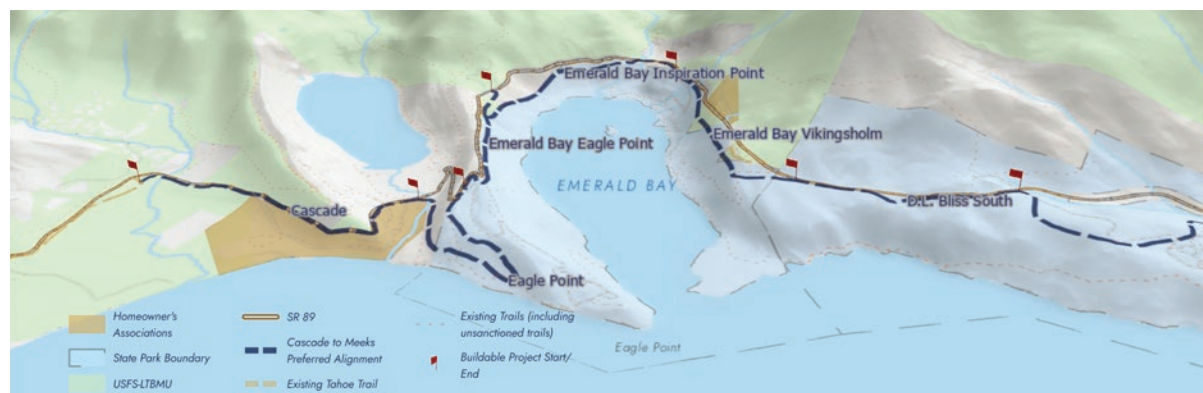 Emerald Bay Inspiration Point
Emerald Bay Eagle Point
Emerald Bay Vikingsholm
EMERALD BAY
Cascade
D.L. Bliss South
Eagle Point
Eagle Point
Homeowner's
Associations
State Park Boundary
USFS-LTBMU
SR 89
Cascade to Meeks
Preferred Alignment
Existing Tahoe Trail
Existing Trails (including
unsanctioned trails)
Buildable Project Start/
End